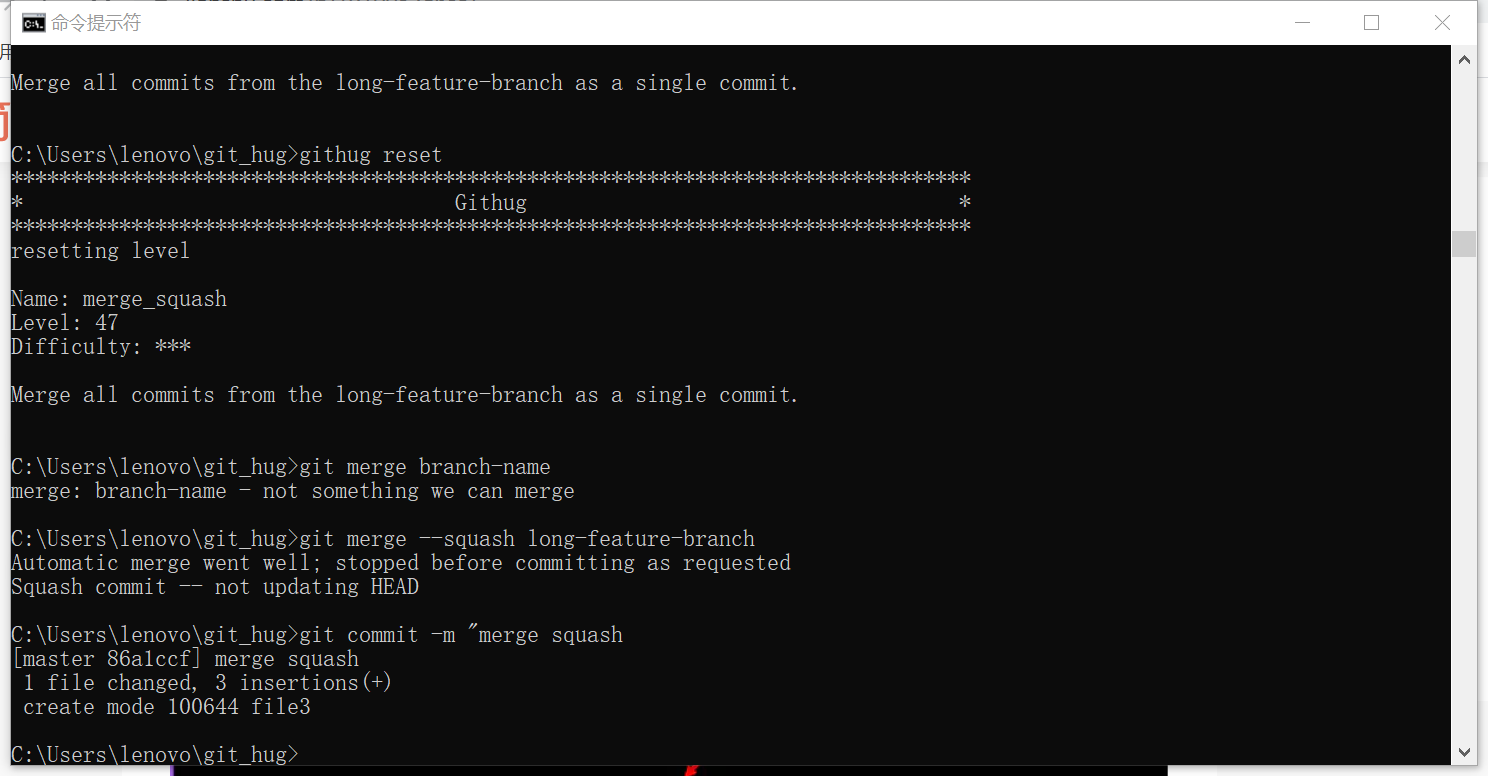 命令提示符
Merge all commits from the long-feature-branch as a single commit.
C:\Users\lenovo\git_hug>githug reset
********************************************************************************
*                                    Githug                                    *
********************************************************************************
resetting level
Name: merge_squash
Level: 47
Difficulty: ***
Merge all commits from the long-feature-branch as a single commit.
C:\Users\lenovo\git_hug>git merge branch-name
merge: branch-name - not something we can merge
C:\Users\lenovo\git_hug>git merge --squash long-feature-branch
Automatic merge went well; stopped before committing as requested
Squash commit -- not updating HEAD
C:\Users\lenovo\git_hug>git commit -m "merge squash
[master 86a1ccf] merge squash
 1 file changed, 3 insertions(+)
 create mode 100644 file3
C:\Users\lenovo\git_hug>